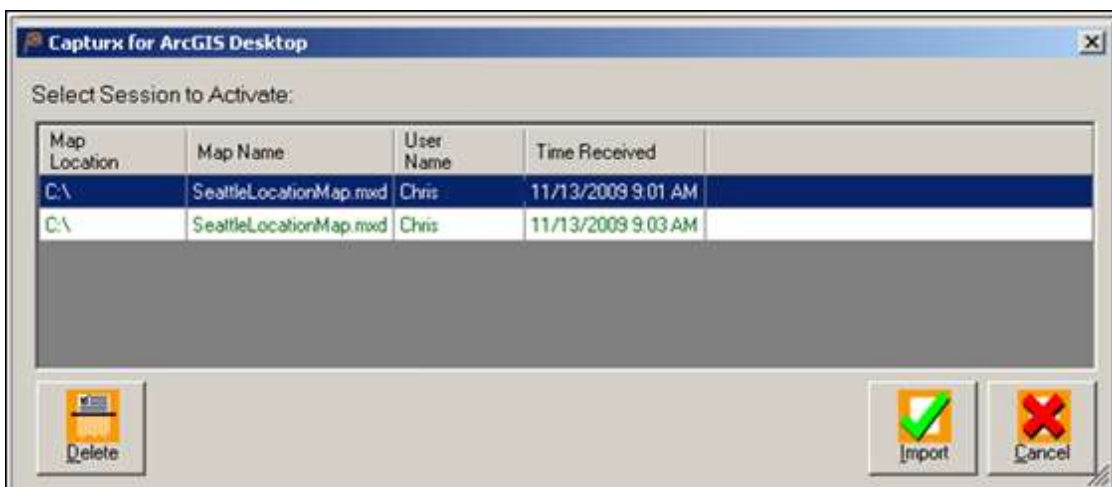 Capturx for ArcGIS Desktop
Select Session to Activate:
Map Location Map Name User Name Time Received
C:\ SeattleLocationMap.mxd Chris 11/13/2009 9:01 AM
C:\ SeattleLocationMap.mxd Chris 11/13/2009 9:03 AM
Delete Import Cancel